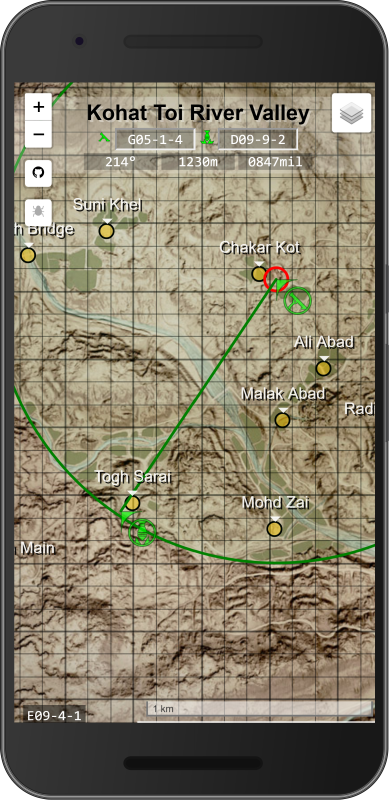 +
Kohat Toi River Valley
−
G05-1-4 D09-9-2
214° 1230m 0847mil
Suni Khel
h Bridge
Chakar Kot
Ali Abad
Malak Abad
Radi
Togh Sarai
Mohd Zai
Main
1 km
E09-4-1